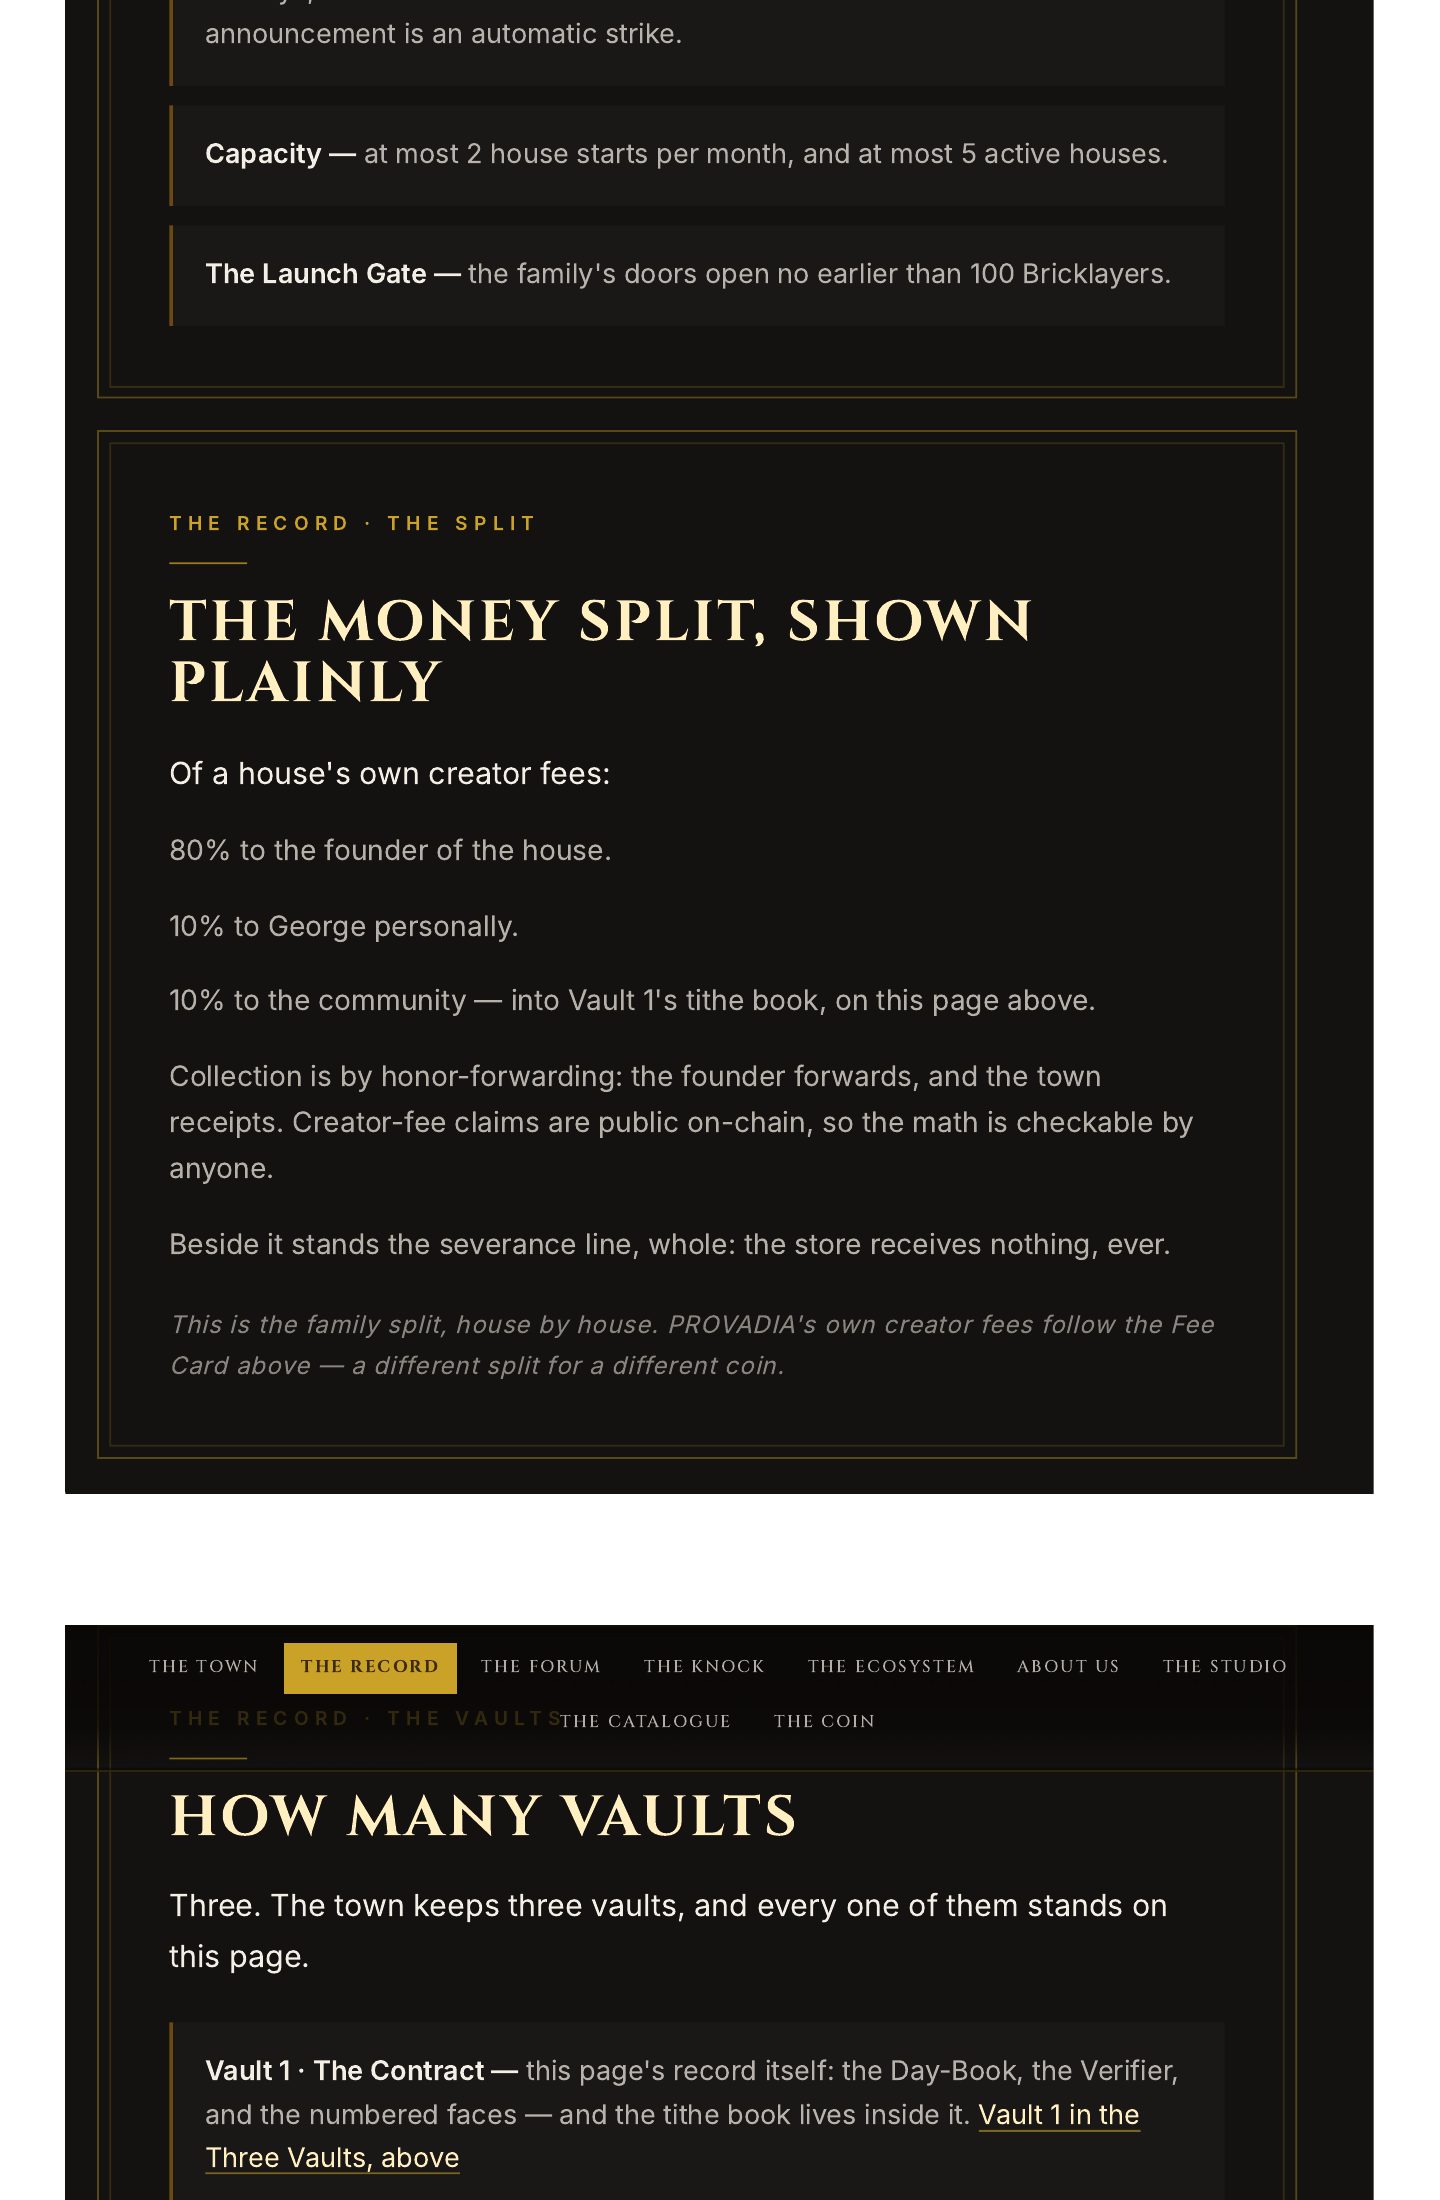 announcement is an automatic strike.
Capacity — at most 2 house starts per month, and at most 5 active houses.
The Launch Gate — the family's doors open no earlier than 100 Bricklayers.
THE RECORD · THE SPLIT
THE MONEY SPLIT, SHOWN
PLAINLY
Of a house's own creator fees:
80% to the founder of the house.
10% to George personally.
10% to the community — into Vault 1's tithe book, on this page above.
Collection is by honor-forwarding: the founder forwards, and the town
receipts. Creator-fee claims are public on-chain, so the math is checkable by
anyone.
Beside it stands the severance line, whole: the store receives nothing, ever.
This is the family split, house by house. PROVADIA's own creator fees follow the Fee
Card above — a different split for a different coin.
THE TOWN THE RECORD THE FORUM THE KNOCK THE ECOSYSTEM ABOUT US THE STUDIO
THE CATALOGUE THE COIN
THE RECORD · THE VAULTS
HOW MANY VAULTS
Three. The town keeps three vaults, and every one of them stands on
this page.
Vault 1 · The Contract — this page's record itself: the Day-Book, the Verifier,
and the numbered faces — and the tithe book lives inside it. Vault 1 in the
Three Vaults, above